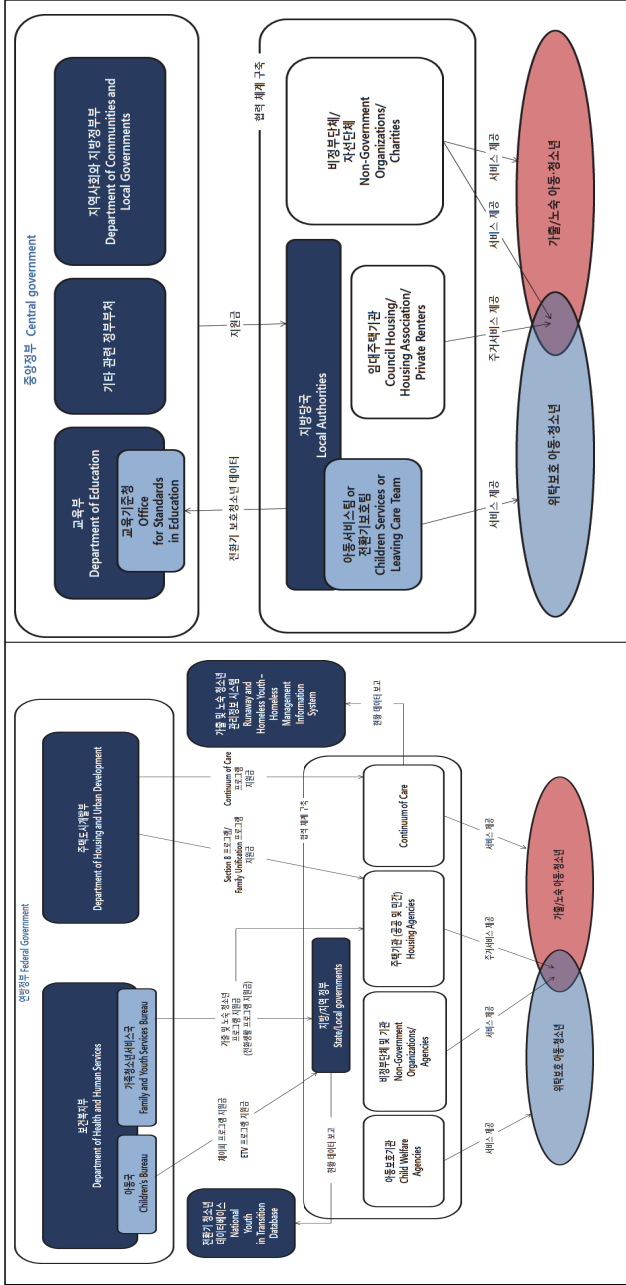 연방정부 Federal Government
보건복지부
Department of Health and Human Services
아동국
Children's Bureau
가족청소년서비스국
Family and Youth Services Bureau
주택도시개발부
Department of Housing and Urban Development
체이피 프로그램 지원금
ETV 프로그램 지원금
가출 및 노숙 청소년
프로그램 지원금
(전환생활 프로그램 지원금)
Section 8 프로그램/
Family Unification 프로그램
지원금
Continuum of Care
프로그램
지원금
전환기 청소년
데이터베이스
National
Youth
in Transition
Database
가출 및 노숙 청소년
관리정보 시스템
Runaway and
Homeless Youth–
Homeless
Management
Information
System
현황 데이터 보고
현황 데이터 보고
협력 체계 구축
지방/지역 정부
State/Local governments
아동보호기관
Child Welfare
Agencies
비정부단체 및 기관
Non-Government
Organizations/
Agencies
주택기관 (공공 및 민간)
Housing Agencies
Continuum of Care
서비스 제공
서비스 제공
주거서비스 제공
서비스 제공
위탁보호 아동·청소년
가출/노숙 아동·청소년
중앙정부 Central government
교육부
Department of Education
교육기준청
Office
for Standards
in Education
기타 관련 정부부처
지역사회와 지방정부부
Department of Communities and
Local Governments
전환기 보호청소년 데이터
지원금
협력 체계 구축
지방당국
Local Authorities
아동서비스팀 or
전환기보호팀
Children Services or
Leaving Care Team
임대주택기관
Council Housing/
Housing Association/
Private Renters
비정부단체/
자선단체
Non-Government
Organizations/
Charities
서비스 제공
주거서비스 제공
서비스 제공
서비스 제공
위탁보호 아동·청소년
가출/노숙 아동·청소년